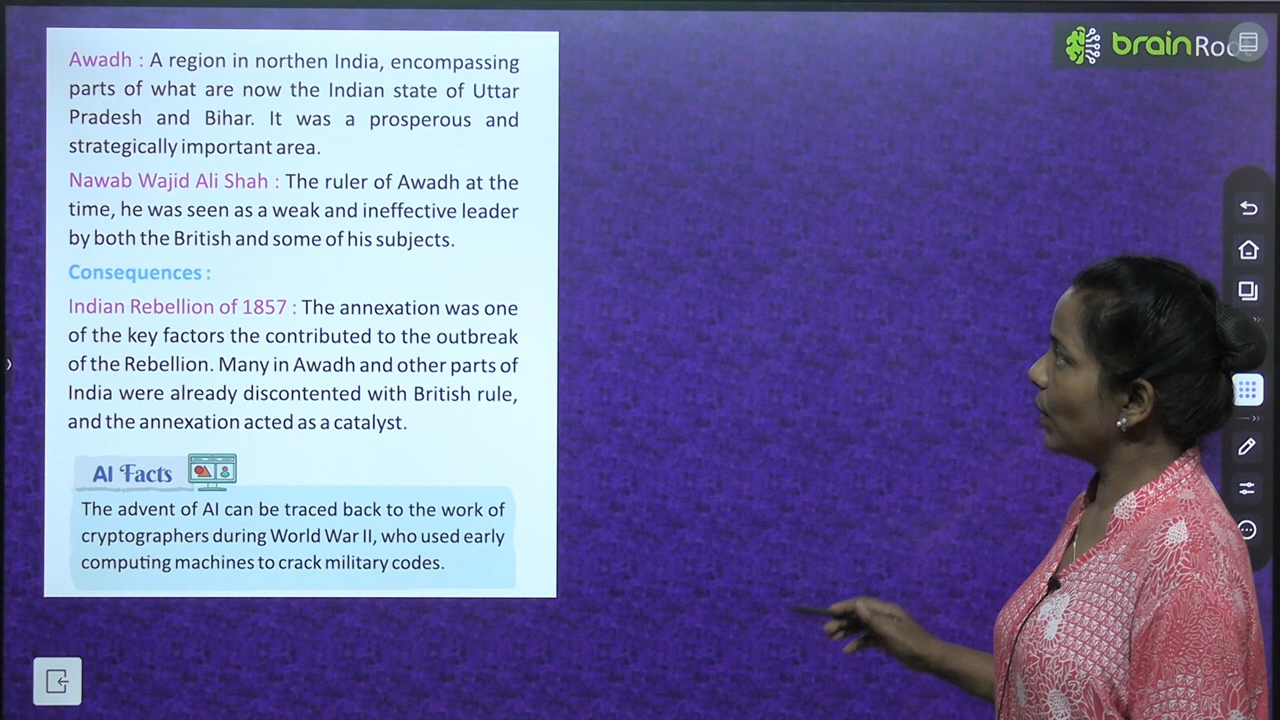 Awadh : A region in northen India, encompassing
parts of what are now the Indian state of Uttar
Pradesh and Bihar. It was a prosperous and
strategically important area.
Nawab Wajid Ali Shah : The ruler of Awadh at the
time, he was seen as a weak and ineffective leader
by both the British and some of his subjects.
Consequences :
Indian Rebellion of 1857 : The annexation was one
of the key factors the contributed to the outbreak
of the Rebellion. Many in Awadh and other parts of
India were already discontented with British rule,
and the annexation acted as a catalyst.
AI Facts
The advent of AI can be traced back to the work of
cryptographers during World War II, who used early
computing machines to crack military codes.
brain